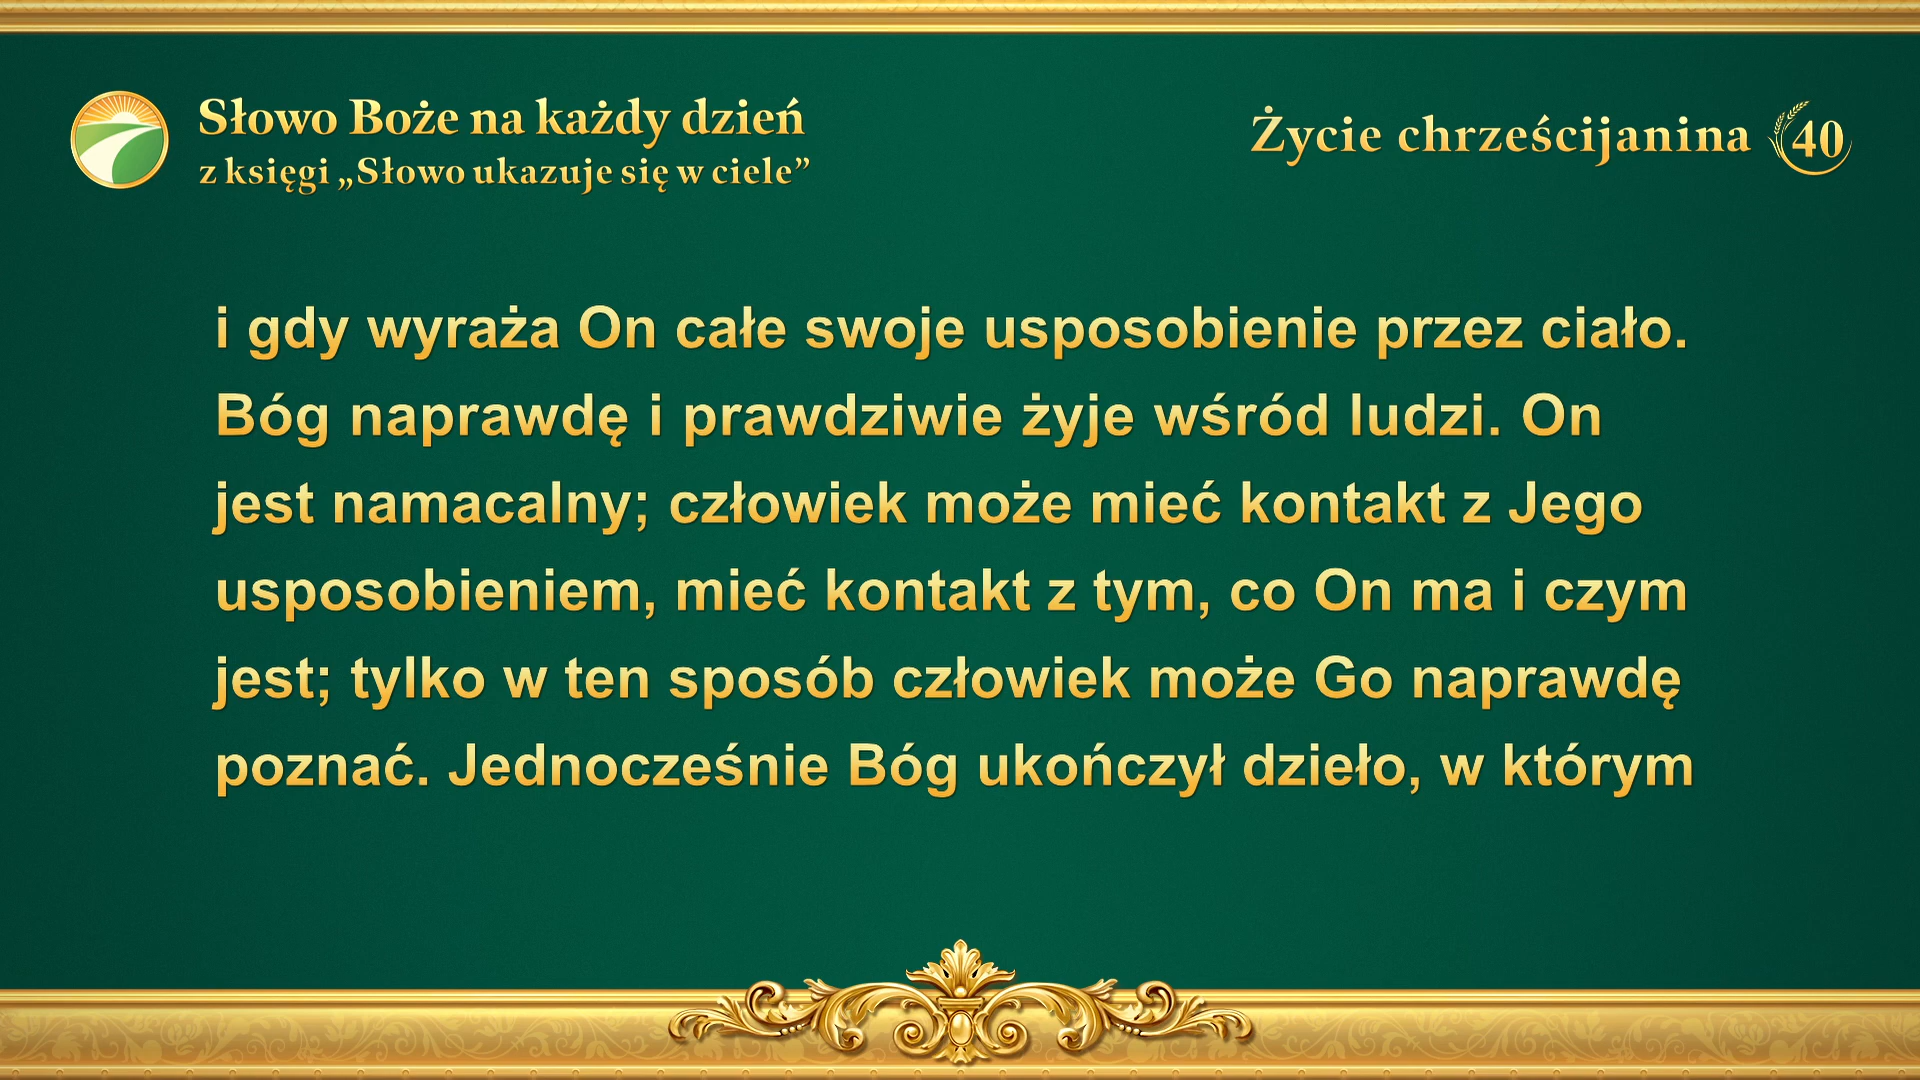 Słowo Boże na każdy dzień
z księgi „Słowo ukazuje się w ciele”
Życie chrześcijanina 40
i gdy wyraża On całe swoje usposobienie przez ciało.
Bóg naprawdę i prawdziwie żyje wśród ludzi. On
jest namacalny; człowiek może mieć kontakt z Jego
usposobieniem, mieć kontakt z tym, co On ma i czym
jest; tylko w ten sposób człowiek może Go naprawdę
poznać. Jednocześnie Bóg ukończył dzieło, w którym